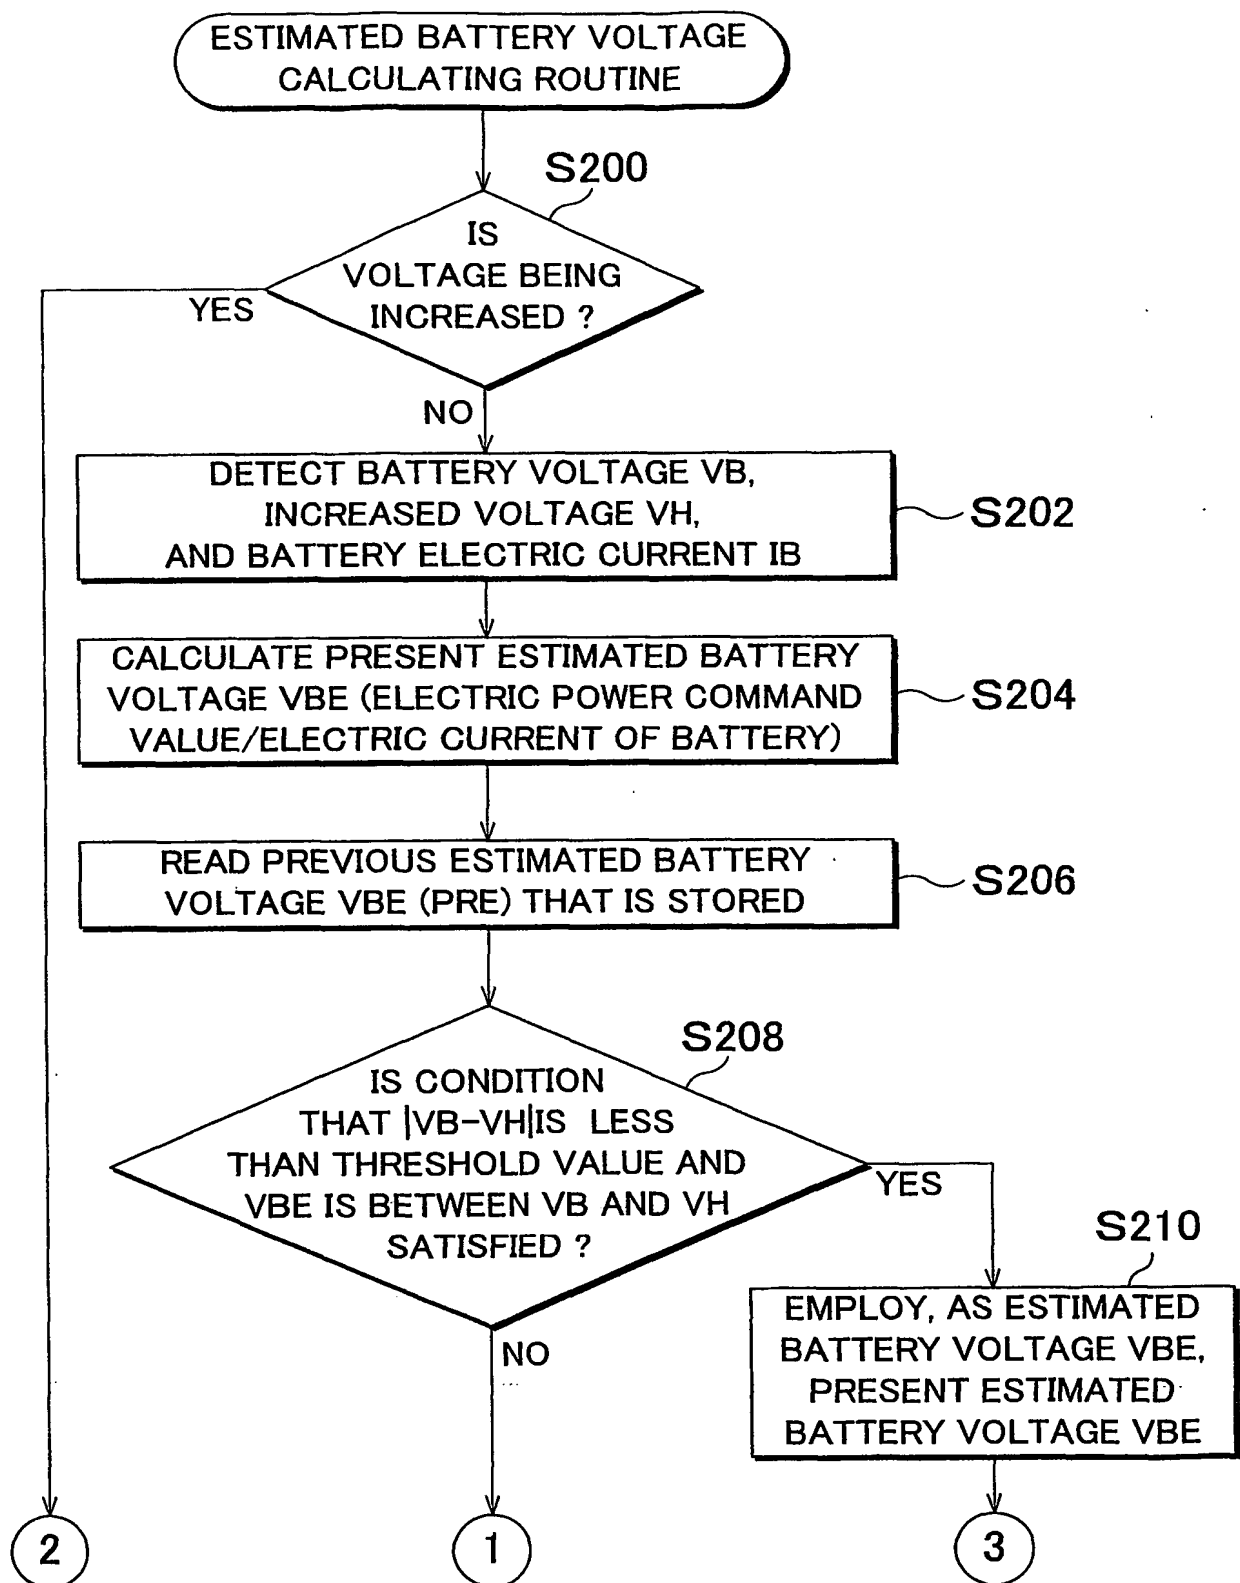 ESTIMATED BATTERY VOLTAGE
CALCULATING ROUTINE
S200
IS
VOLTAGE BEING
INCREASED ?
YES
NO
DETECT BATTERY VOLTAGE VB,
INCREASED VOLTAGE VH,
AND BATTERY ELECTRIC CURRENT IB
S202
CALCULATE PRESENT ESTIMATED BATTERY
VOLTAGE VBE (ELECTRIC POWER COMMAND
VALUE/ELECTRIC CURRENT OF BATTERY)
S204
READ PREVIOUS ESTIMATED BATTERY
VOLTAGE VBE (PRE) THAT IS STORED
S206
S208
IS CONDITION
THAT |VB-VH|IS LESS
THAN THRESHOLD VALUE AND
VBE IS BETWEEN VB AND VH
SATISFIED ?
YES
NO
S210
EMPLOY, AS ESTIMATED
BATTERY VOLTAGE VBE,
PRESENT ESTIMATED
BATTERY VOLTAGE VBE
2
1
3